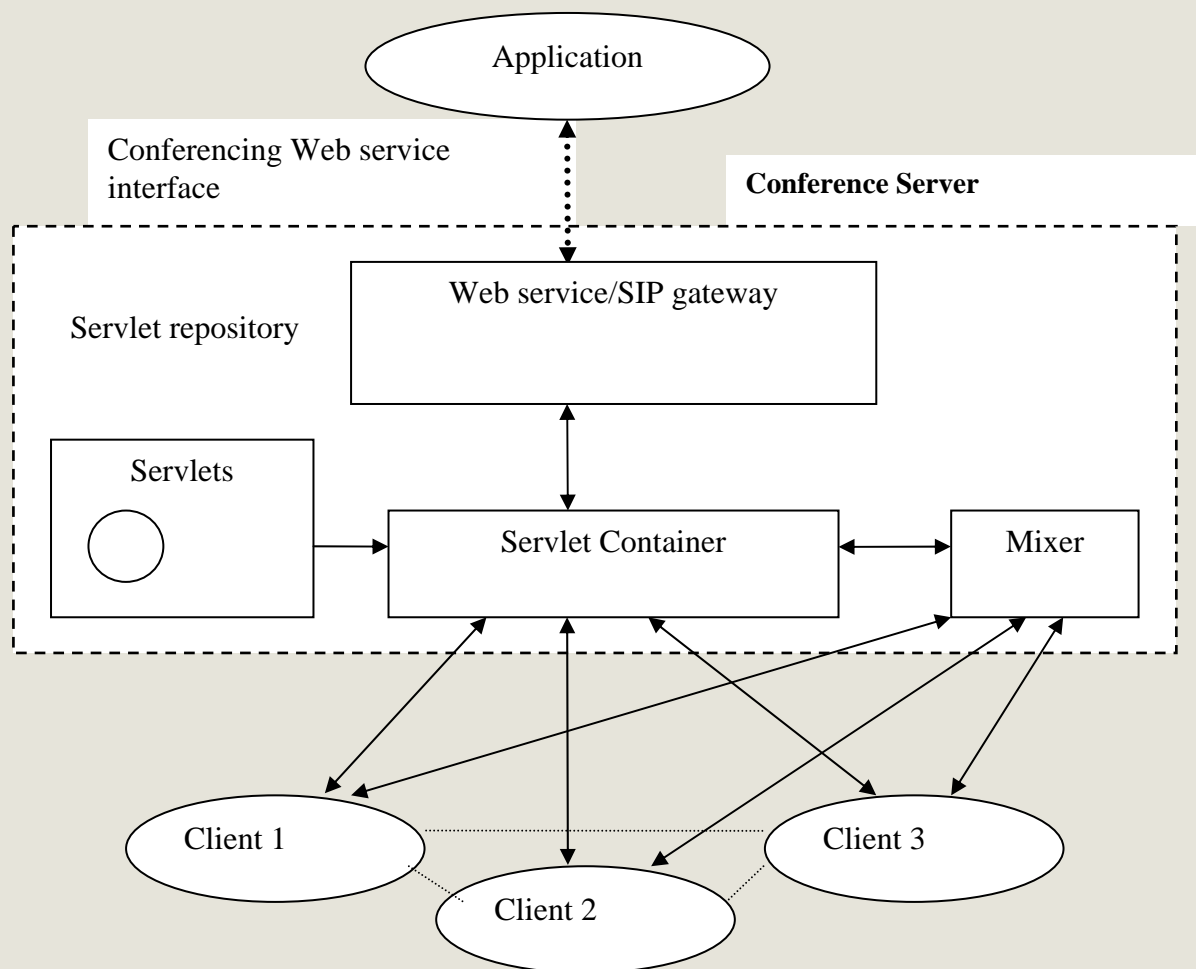 Application
Conferencing Web service
interface
Conference Server
Web service/SIP gateway
Servlet repository
Servlets
Servlet Container
Mixer
Client 1
Client 3
Client 2